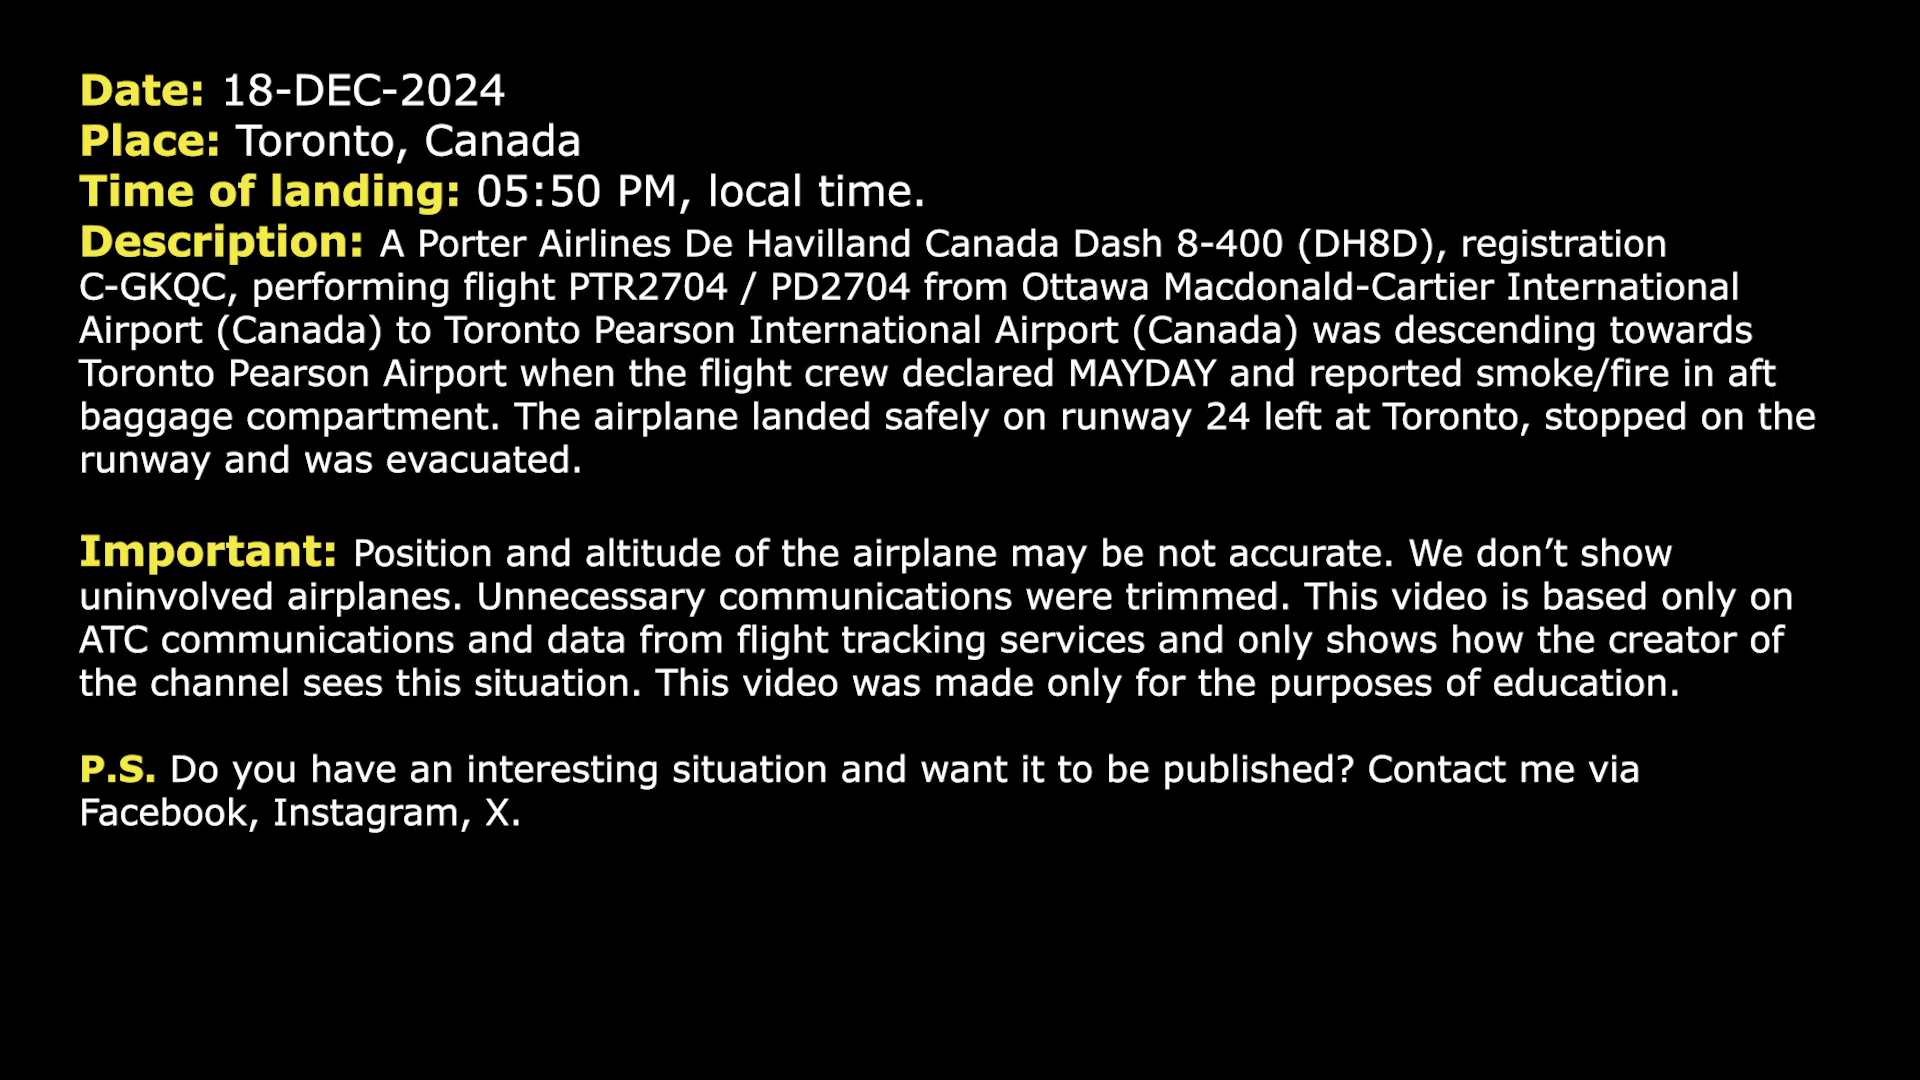 Date: 18-DEC-2024
Place: Toronto, Canada
Time of landing: 05:50 PM, local time.
Description: A Porter Airlines De Havilland Canada Dash 8-400 (DH8D), registration
C-GKQC, performing flight PTR2704 / PD2704 from Ottawa Macdonald-Cartier International
Airport (Canada) to Toronto Pearson International Airport (Canada) was descending towards
Toronto Pearson Airport when the flight crew declared MAYDAY and reported smoke/fire in aft
baggage compartment. The airplane landed safely on runway 24 left at Toronto, stopped on the
runway and was evacuated.
Important: Position and altitude of the airplane may be not accurate. We don’t show
uninvolved airplanes. Unnecessary communications were trimmed. This video is based only on
ATC communications and data from flight tracking services and only shows how the creator of
the channel sees this situation. This video was made only for the purposes of education.
P.S. Do you have an interesting situation and want it to be published? Contact me via
Facebook, Instagram, X.